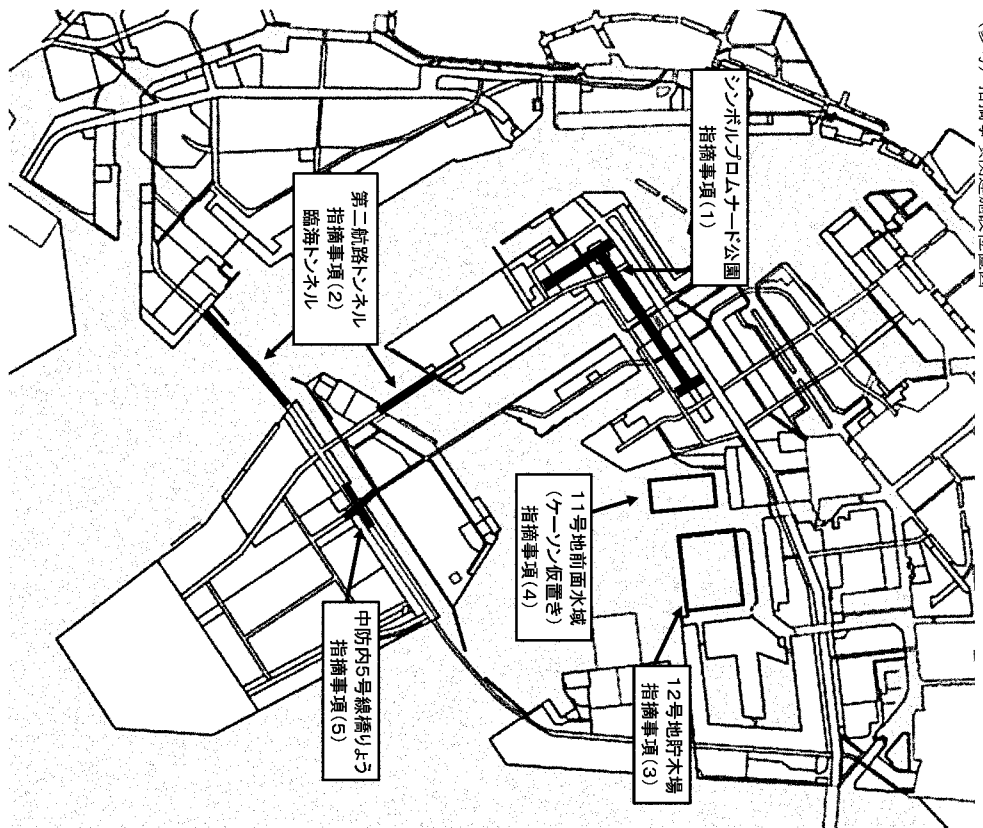 シンボルプロムナード公園
指摘事項(1)
第二航路トンネル
指摘事項(2)
臨海トンネル
11号地前面水域
(ケーソン仮置き)
指摘事項(4)
12号地貯木場
指摘事項(3)
中防内5号線橋りょう
指摘事項(5)